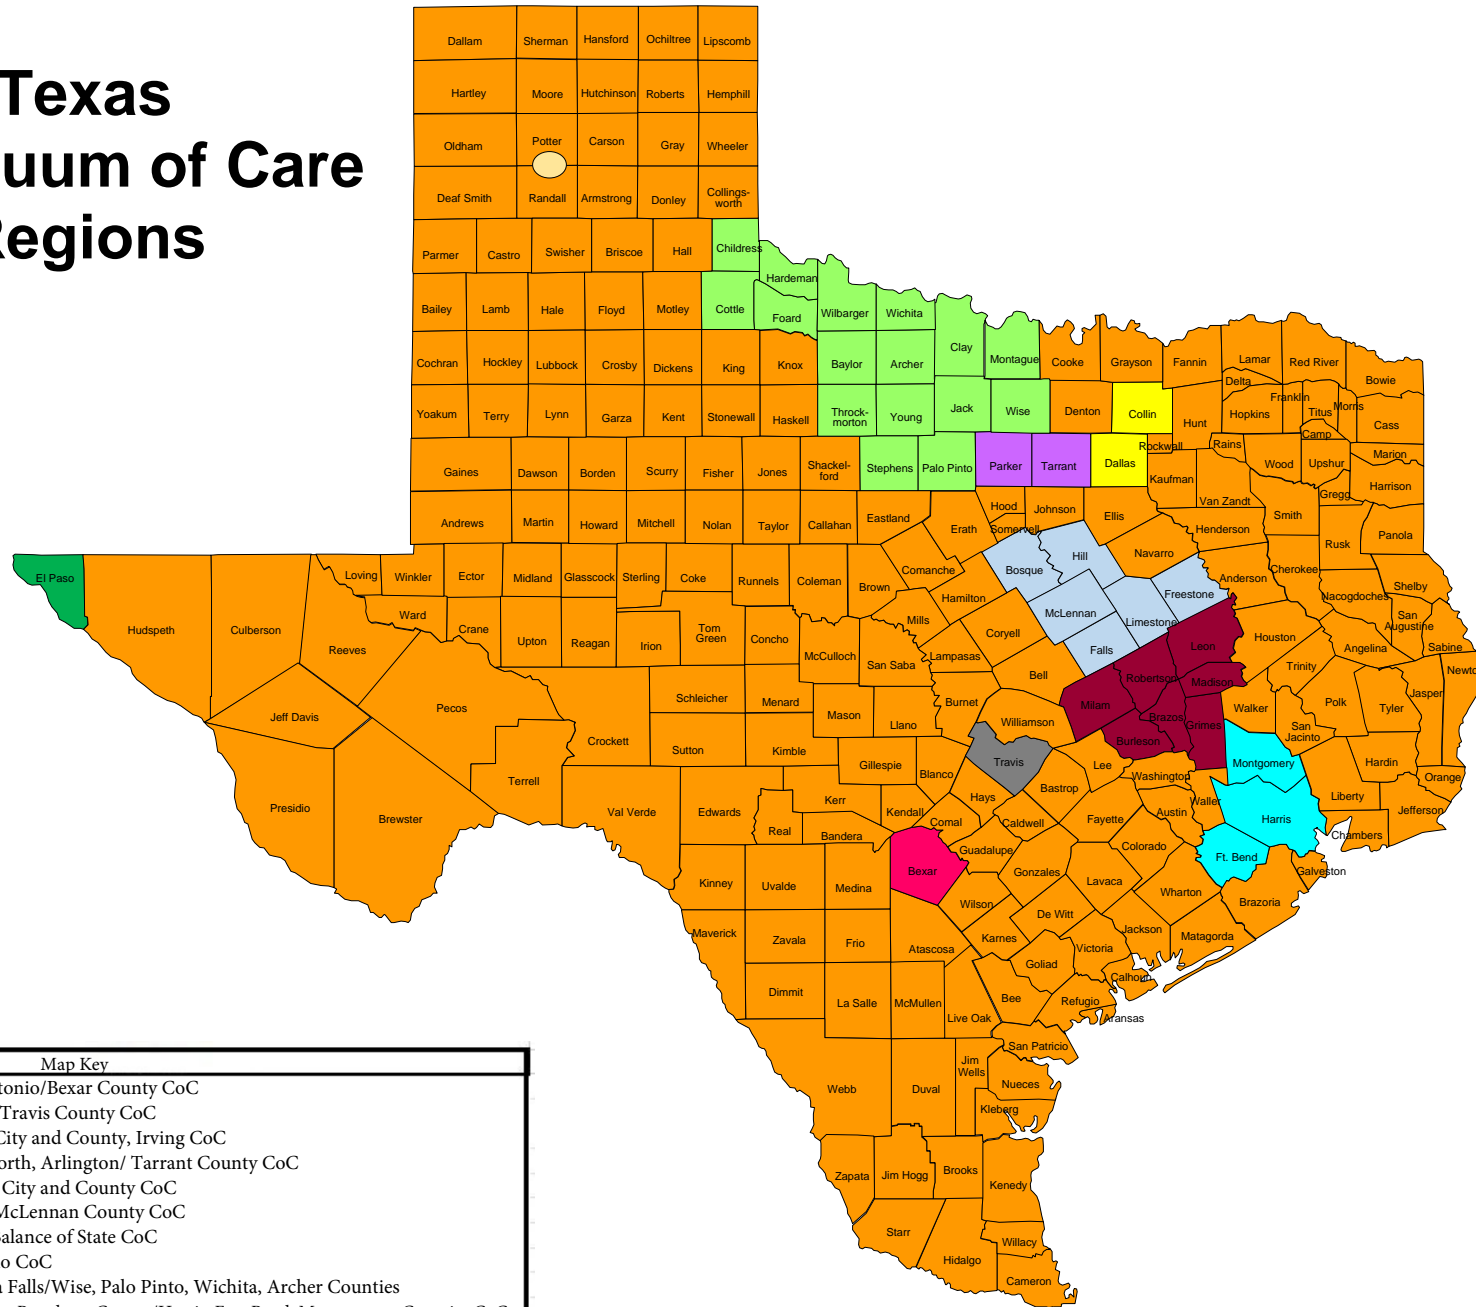 Texas
uum of Care
Regions
Dallam Sherman Hansford Ochiltree Lipscomb
Hartley Moore Hutchinson Roberts Hemphill
Oldham Potter Carson Gray Wheeler
Deaf Smith Randall Armstrong Donley Collings-
worth
Parmer Castro Swisher Briscoe Hall Childress
Hardeman
Bailey Lamb Hale Floyd Motley Cottle Foard Wilbarger Wichita
Clay Montague Cooke Grayson Fannin Lamar Red River Bowie
Cochran Hockley Lubbock Crosby Dickens King Knox Baylor Archer
Delta Franklin Titus Morris Cass
Yoakum Terry Lynn Garza Kent Stonewall Haskell Throck-
morton Young Jack Wise Denton Collin Hunt Hopkins Camp
Rockwall Rains Marion
Gaines Dawson Borden Scurry Fisher Jones Shackel-
ford Stephens Palo Pinto Parker Tarrant Dallas Kaufman Wood Upshur Harrison
Van Zandt Gregg
Andrews Martin Howard Mitchell Nolan Taylor Callahan Eastland Erath Hood Johnson Ellis Smith
Somervell Henderson Rusk Panola
El Paso Loving Winkler Ector Midland Glasscock Sterling Coke Runnels Coleman Brown Comanche Bosque Hill Navarro Anderson Cherokee
Hamilton Freestone Nacogdoches Shelby
Ward Crane Upton Reagan Irion Tom
Green Concho Mills McLennan Limestone San
Augustine
Hudspeth Culberson Reeves McCulloch San Saba Lampasas Coryell Falls Leon Houston Angelina Sabine
Bell Robertson Madison Trinity Newto
Jeff Davis Pecos Schleicher Menard Mason Llano Burnet Milam Brazos Grimes Walker Polk Tyler Jasper
Williamson Burleson San
Jacinto
Crockett Sutton Kimble Gillespie Blanco Travis Lee Washington Montgomery Hardin Orange
Terrell Hays Bastrop Waller Liberty
Presidio Brewster Val Verde Edwards Kerr Kendall Comal Caldwell Fayette Austin Harris Jefferson
Real Bandera Chambers
Guadalupe Colorado Ft. Bend Galveston
Kinney Uvalde Medina Bexar Gonzales Lavaca Wharton Brazoria
Wilson De Witt
Maverick Zavala Frio Atascosa Karnes Victoria Jackson Matagorda
Goliad Calhoun
Dimmit La Salle McMullen Live Oak Bee Refugio Aransas
San Patricio
Webb Duval Jim
Wells Nueces
Kleberg
Zapata Jim Hogg Brooks Kenedy
Starr Hidalgo Willacy
Cameron
Map Key
tonio/Bexar County CoC
Travis County CoC
City and County, Irving CoC
orth, Arlington/ Tarrant County CoC
City and County CoC
McLennan County CoC
Balance of State CoC
o CoC
a Falls/Wise, Palo Pinto, Wichita, Archer Counties